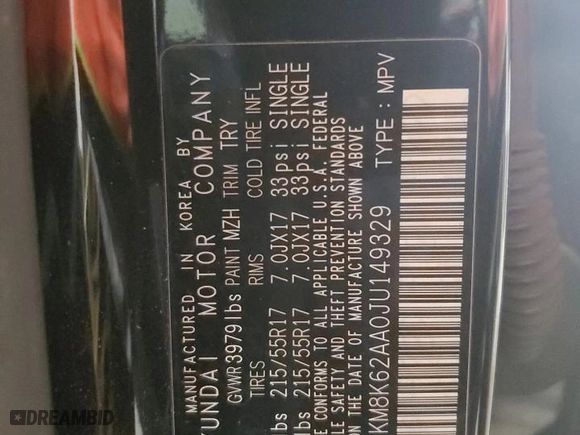 MANUFACTURED IN KOREA BY
YUNDAI MOTOR COMPANY
GVWR 3979lbs PAINT MZH TRIM TRY
TIRES RIMS COLD TIRE INFL
lbs 215/55R17 7.0JX17 33psi SINGLE
lbs 215/55R17 7.0JX17 33psi SINGLE
E CONFORMS TO ALL APPLICABLE U.S.A. FEDERAL
LE SAFETY AND THEFT PREVENTION STANDARDS
ON THE DATE OF MANUFACTURE SHOWN ABOVE
KM8K62AA0JU149329 TYPE : MPV
DREAMBID